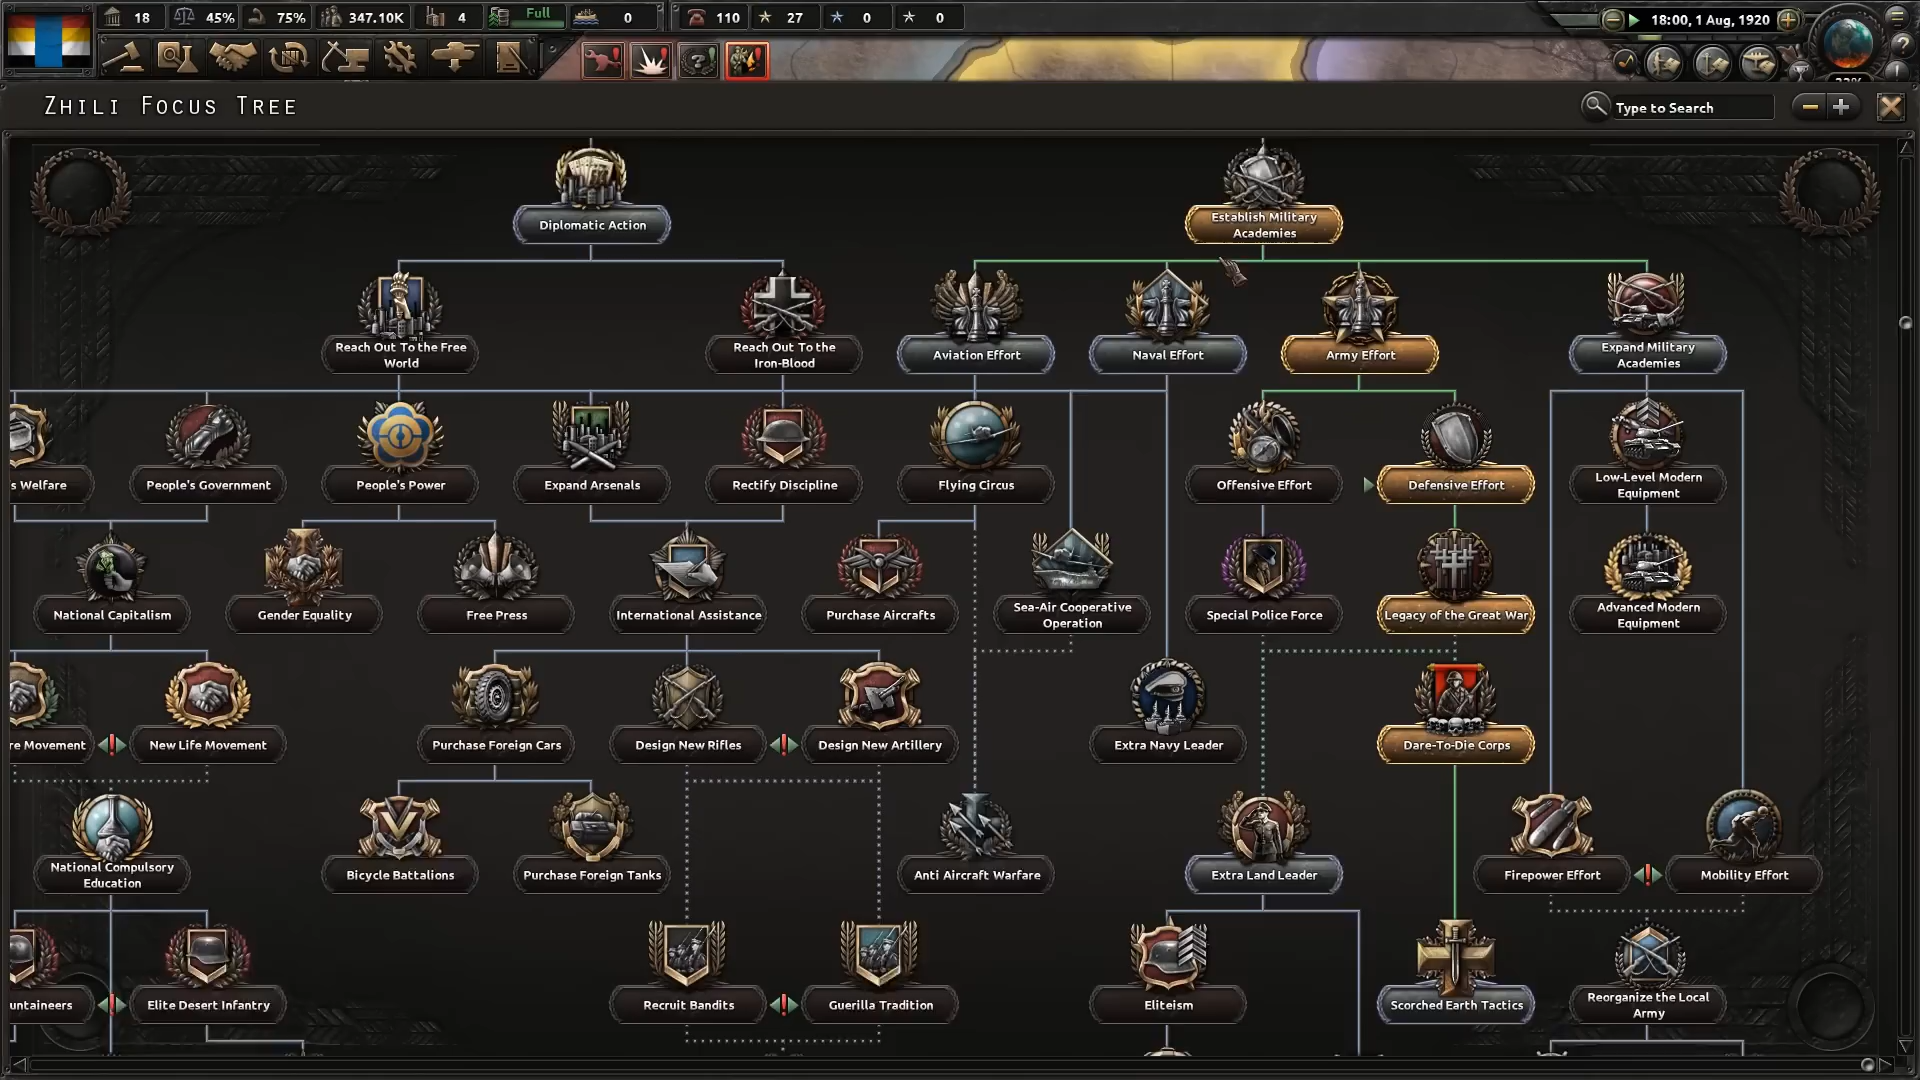 18
45%
75%
347.10K
4
Full
0
110
27
0
0
18:00, 1 Aug, 1920
Zhili Focus Tree
Type to Search
Diplomatic Action
Establish Military
Academies
Reach Out To the Free
World
Reach Out To the
Iron-Blood
Aviation Effort
Naval Effort
Army Effort
Expand Military
Academies
s Welfare
People's Government
People's Power
Expand Arsenals
Rectify Discipline
Flying Circus
Offensive Effort
Defensive Effort
Low-Level Modern
Equipment
National Capitalism
Gender Equality
Free Press
International Assistance
Purchase Aircrafts
Sea-Air Cooperative
Operation
Special Police Force
Legacy of the Great War
Advanced Modern
Equipment
re Movement
New Life Movement
Purchase Foreign Cars
Design New Rifles
Design New Artillery
Extra Navy Leader
Dare-To-Die Corps
National Compulsory
Education
Bicycle Battalions
Purchase Foreign Tanks
Anti Aircraft Warfare
Extra Land Leader
Firepower Effort
Mobility Effort
untaineers
Elite Desert Infantry
Recruit Bandits
Guerilla Tradition
Eliteism
Scorched Earth Tactics
Reorganize the Local
Army